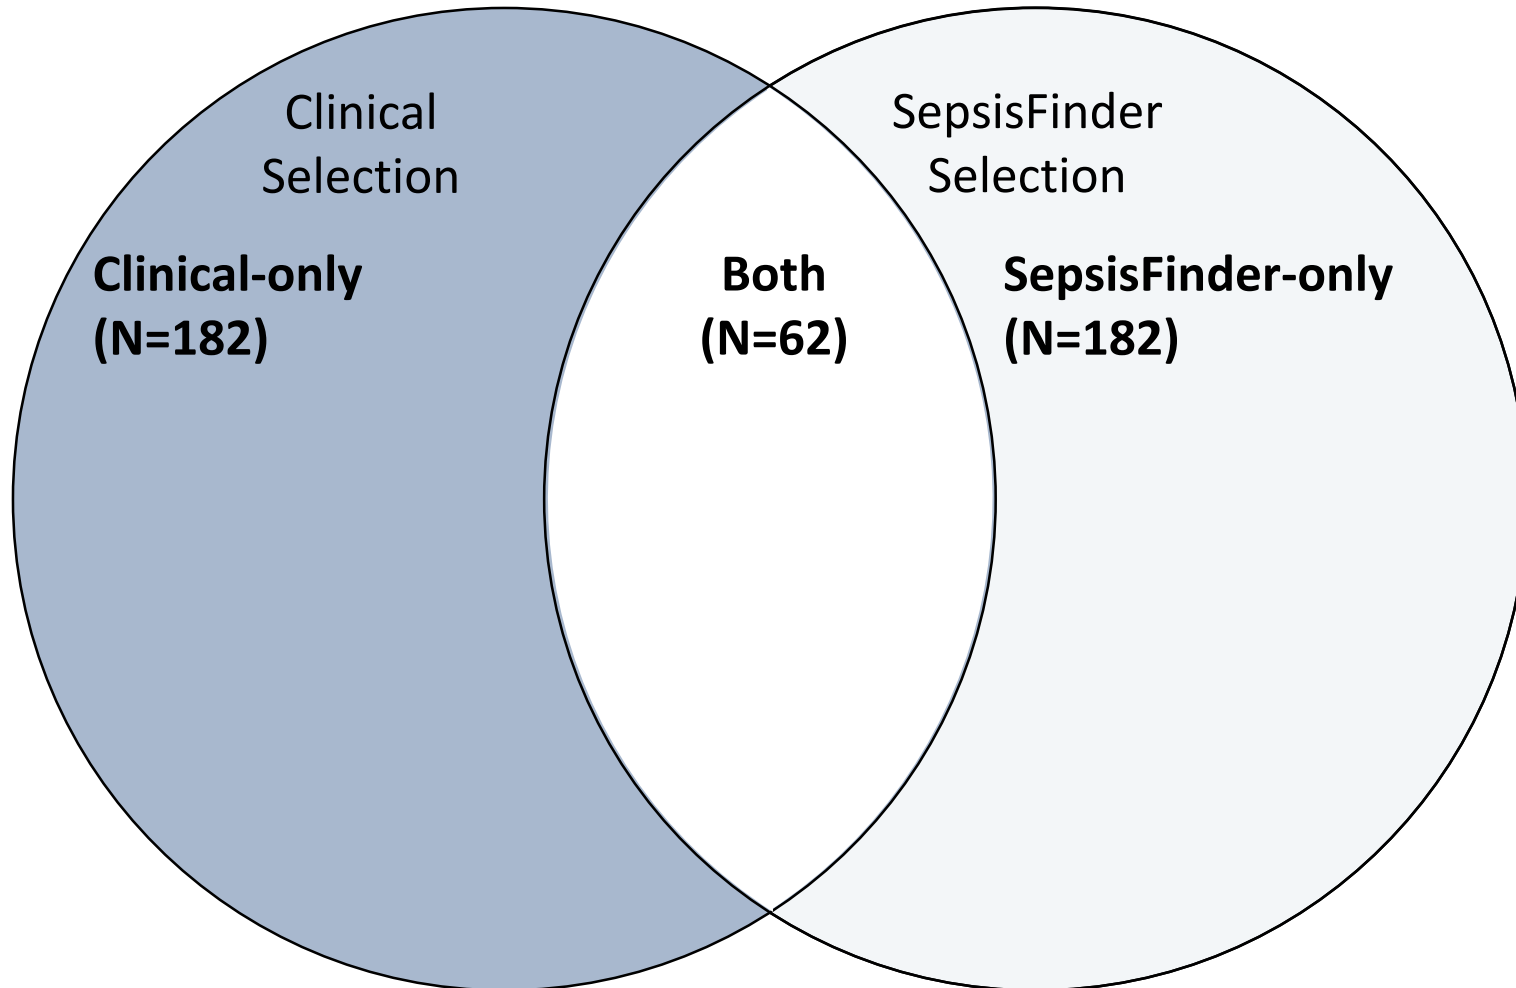 Clinical
Selection
SepsisFinder
Selection
Clinical-only
(N=182)
Both
(N=62)
SepsisFinder-only
(N=182)